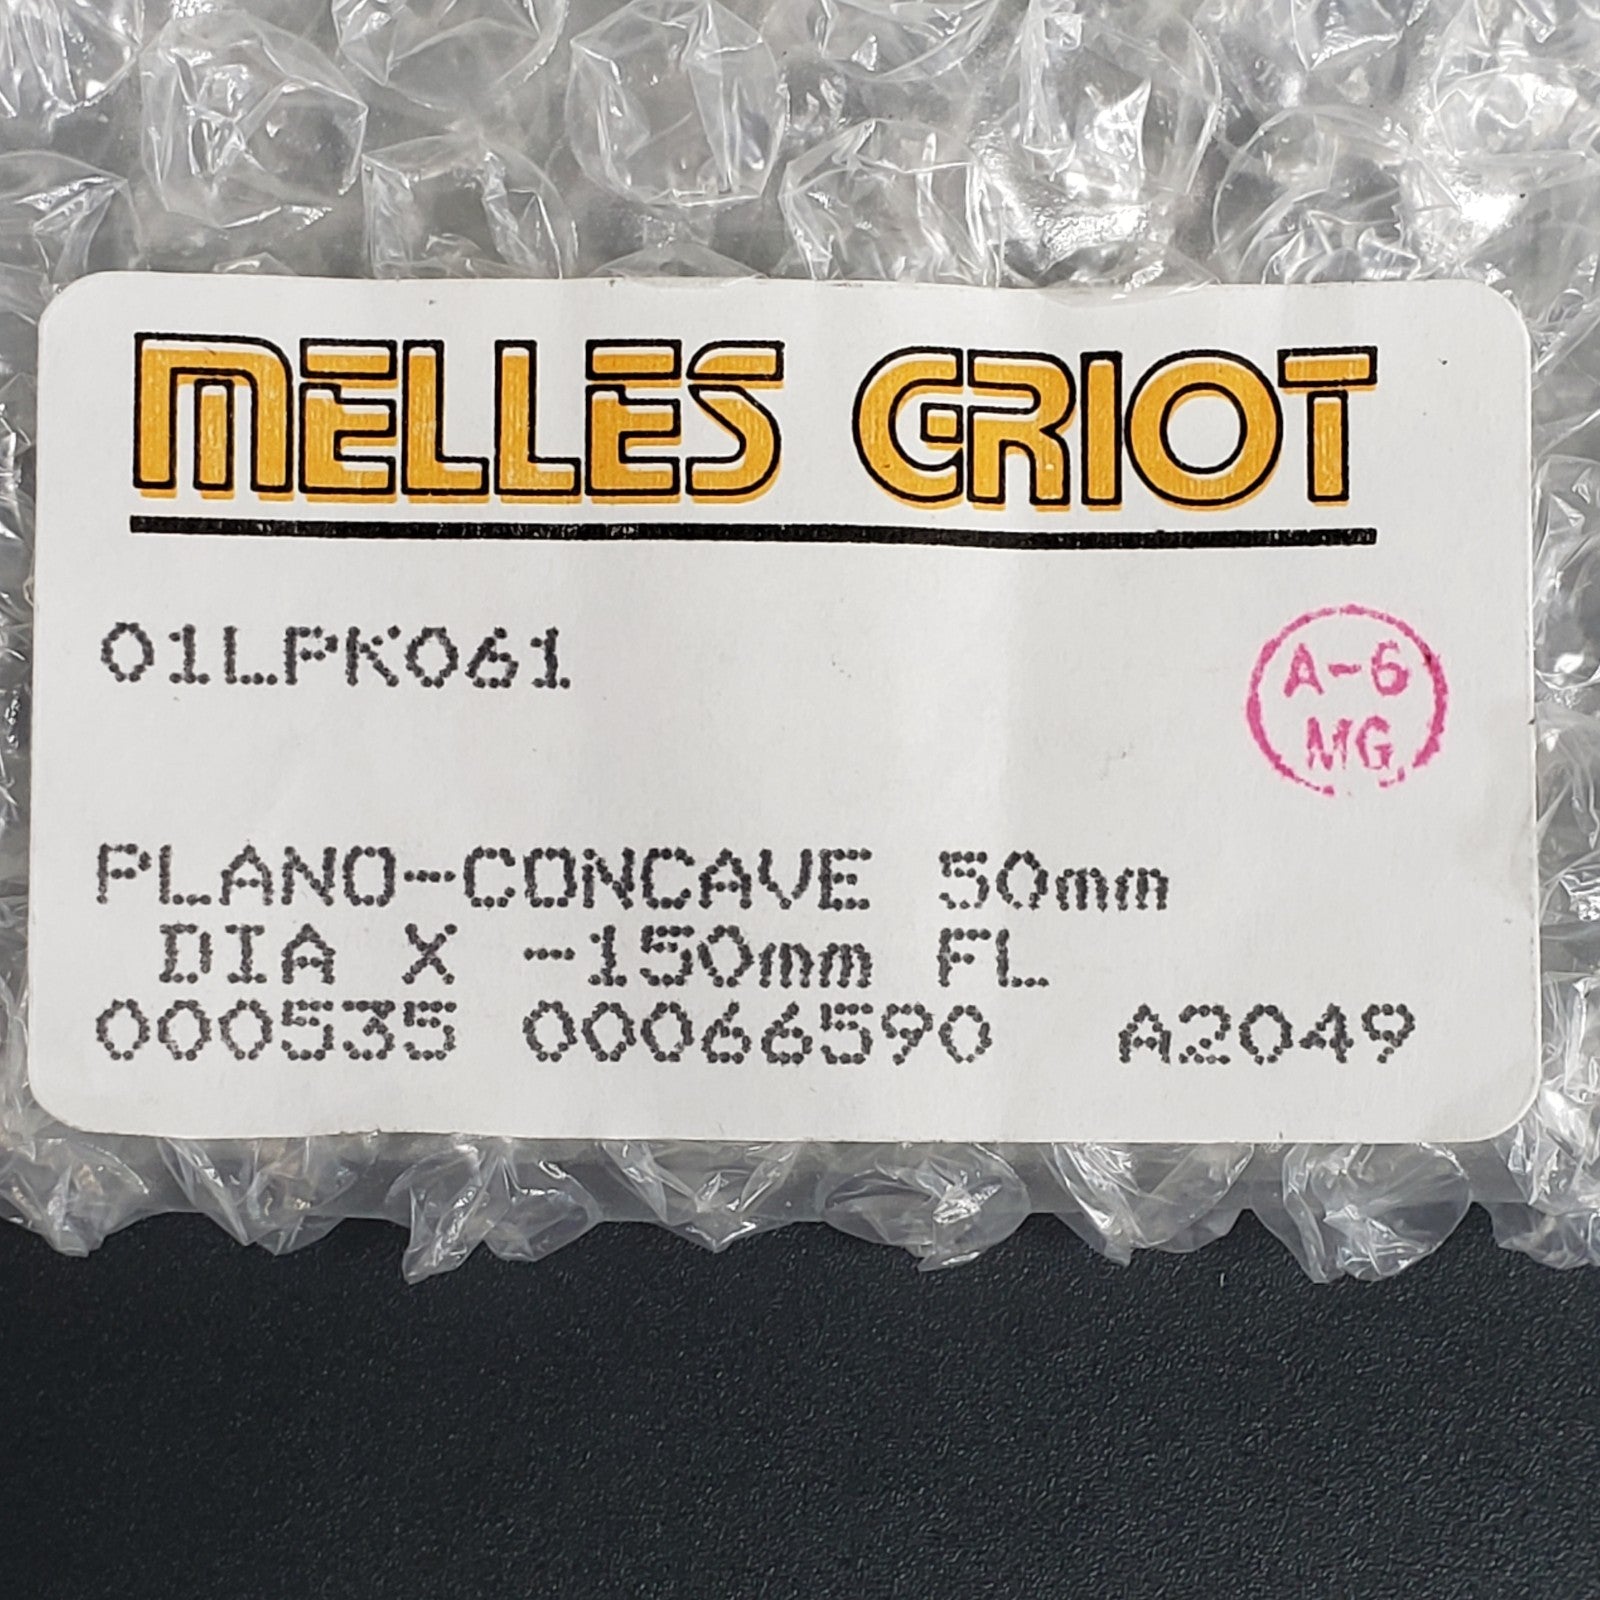 MELLES GRIOT
01LPK061
A-6
MG
PLANO-CONCAVE 50mm
DIA X -150mm FL
000535 00066590 A2049